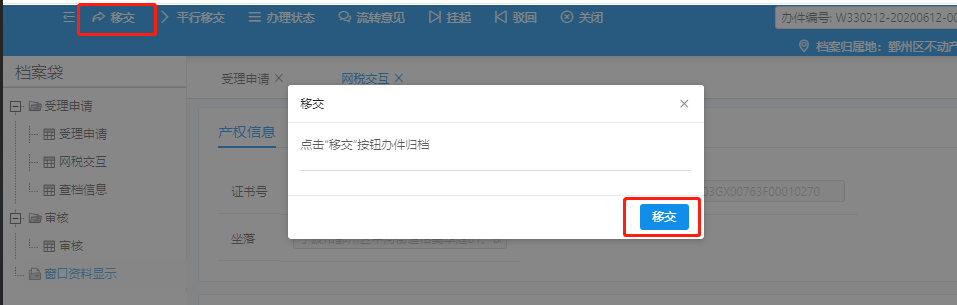 移交 平行移交 办理状态 流转意见 挂起 驳回 关闭 办件编号: W330212-20200612-00
档案归属地：鄞州区不动产
档案袋
受理申请 网税交互
受理申请
受理申请
网税交互
查档信息
审核
审核
窗口资料显示
产权信息
证书号 03GX00763F00010270
坐落
移交
点击"移交"按钮办件归档
移交